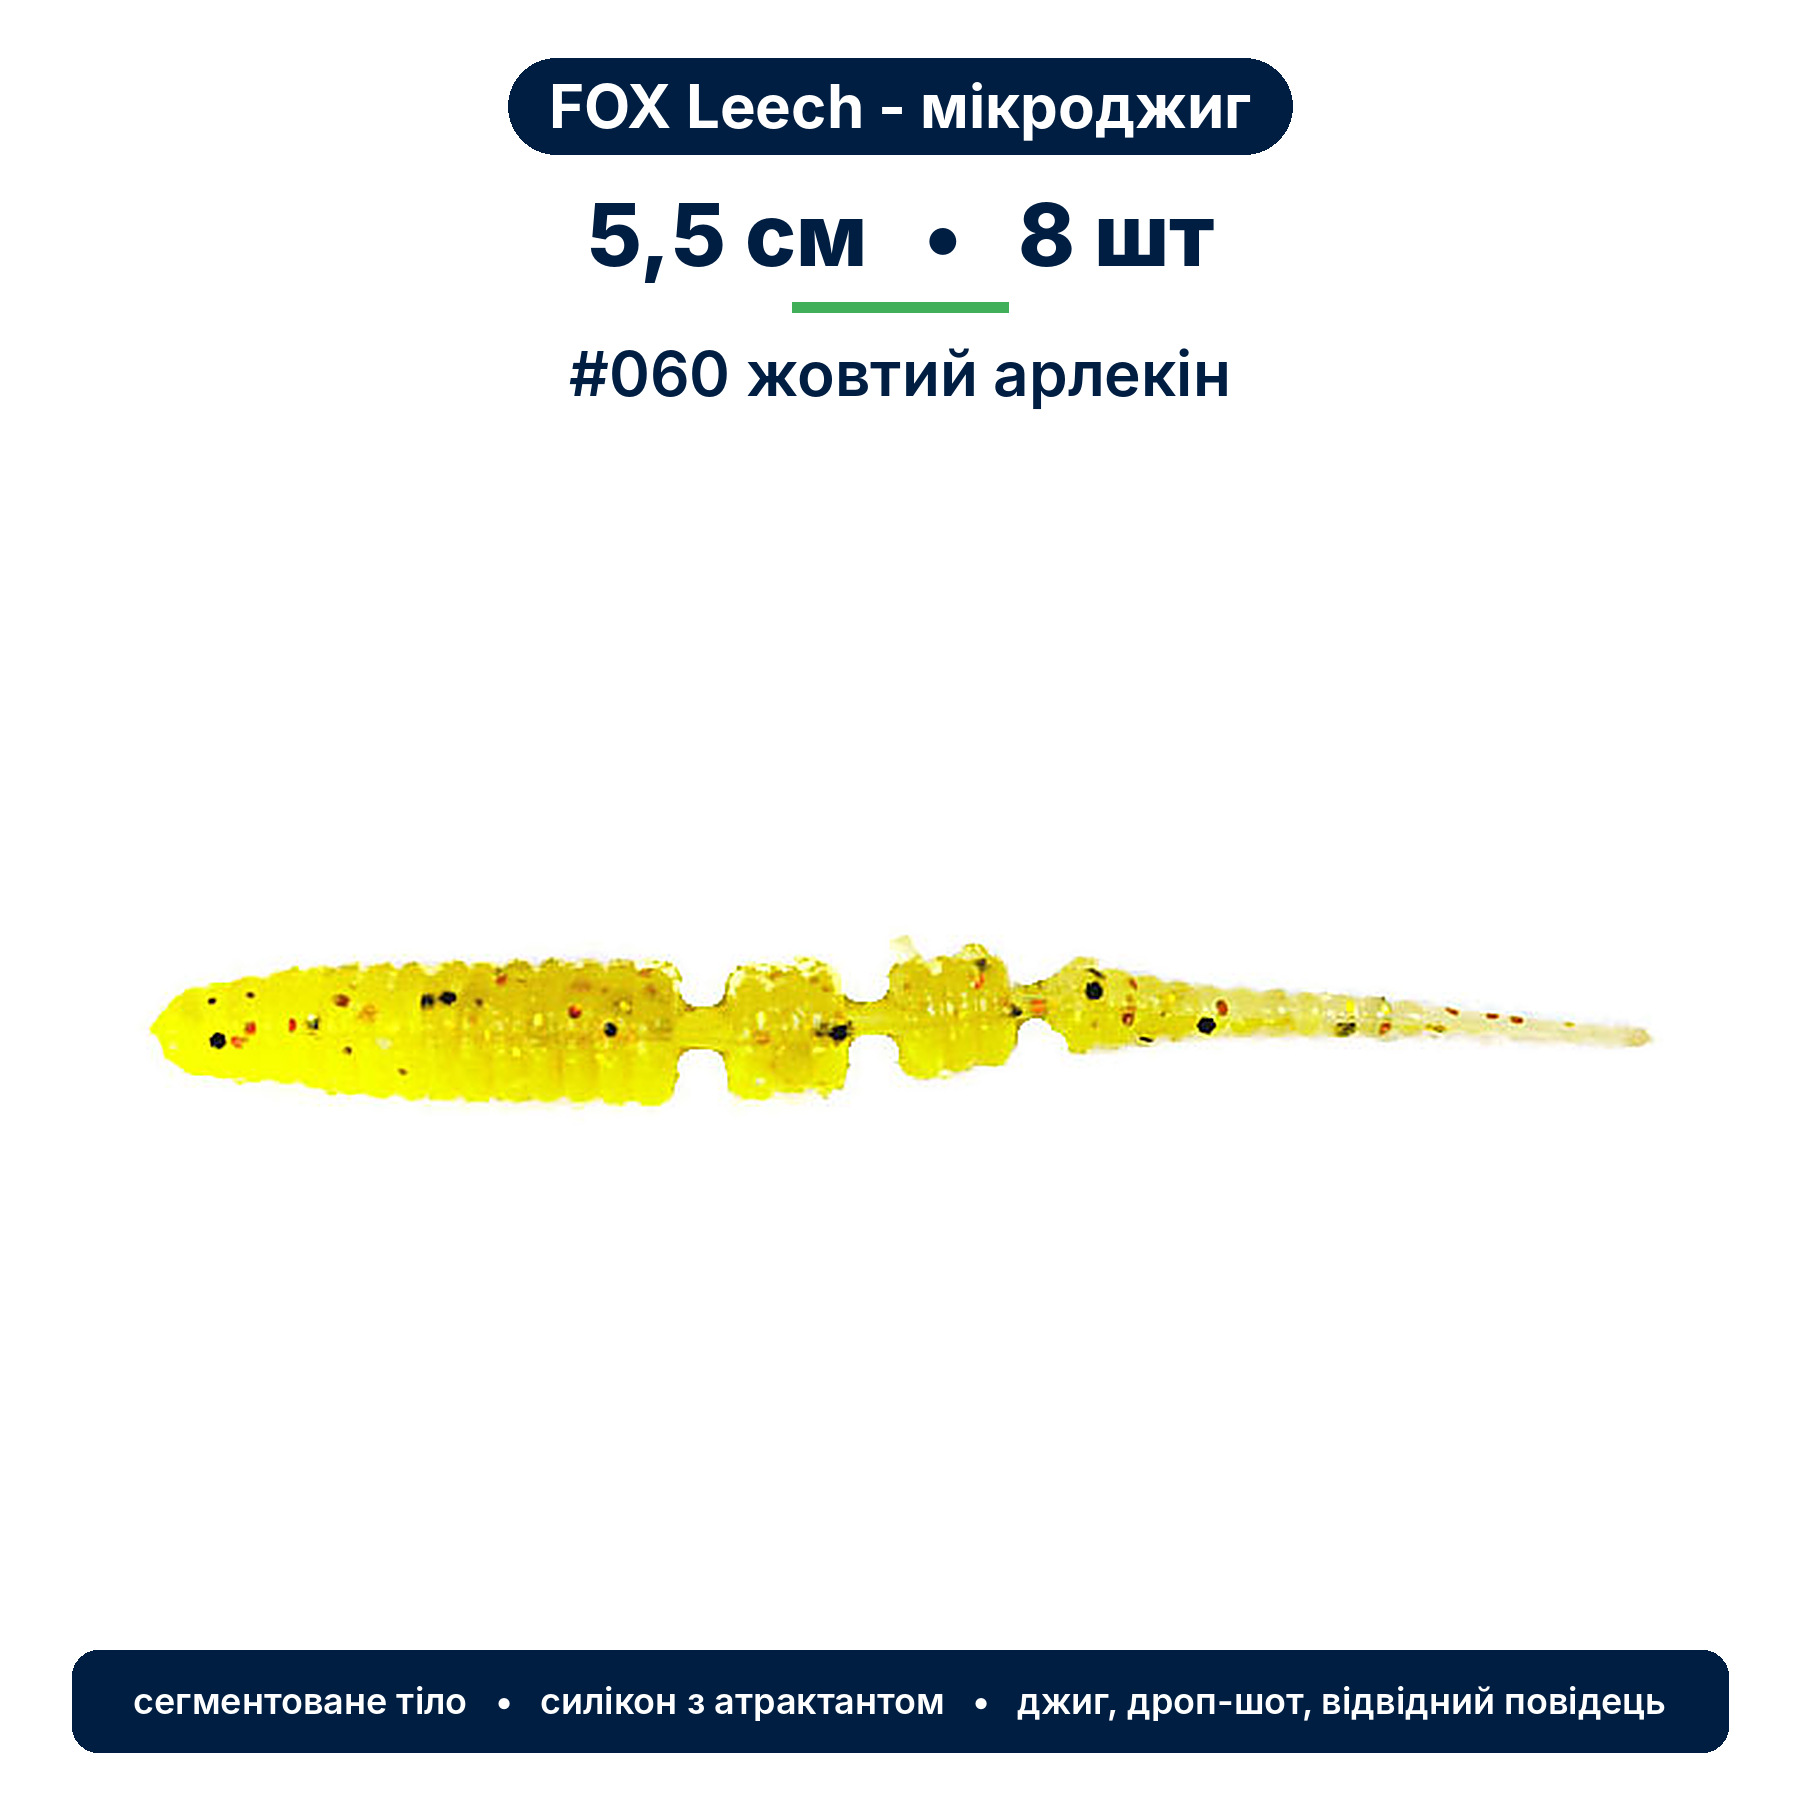 FOX Leech - мікроджиг
5,5 см • 8 шт
#060 жовтий арлекін
сегментоване тіло • силікон з атрактантом • джиг, дроп-шот, відвідний повідець